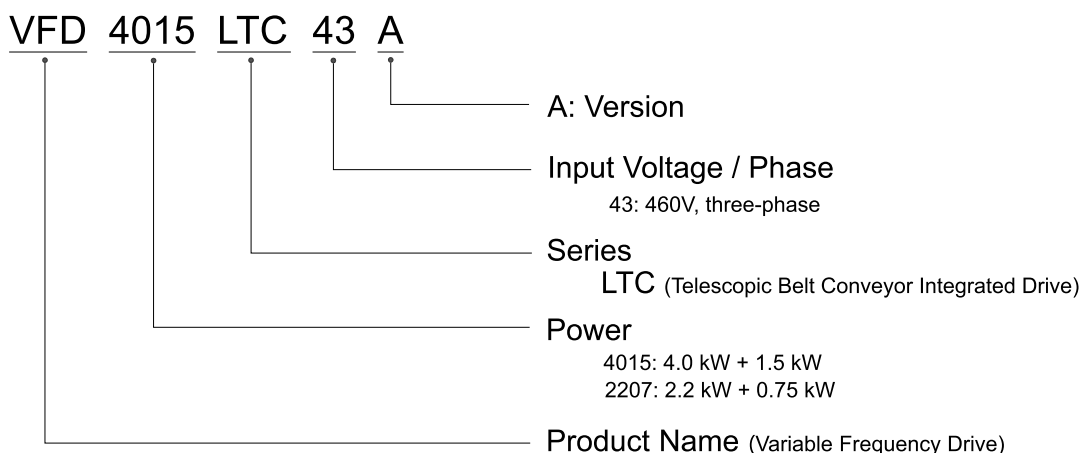 VFD 4015 LTC 43 A
A: Version
Input Voltage / Phase
43: 460V, three-phase
Series
LTC (Telescopic Belt Conveyor Integrated Drive)
Power
4015: 4.0 kW + 1.5 kW
2207: 2.2 kW + 0.75 kW
Product Name (Variable Frequency Drive)